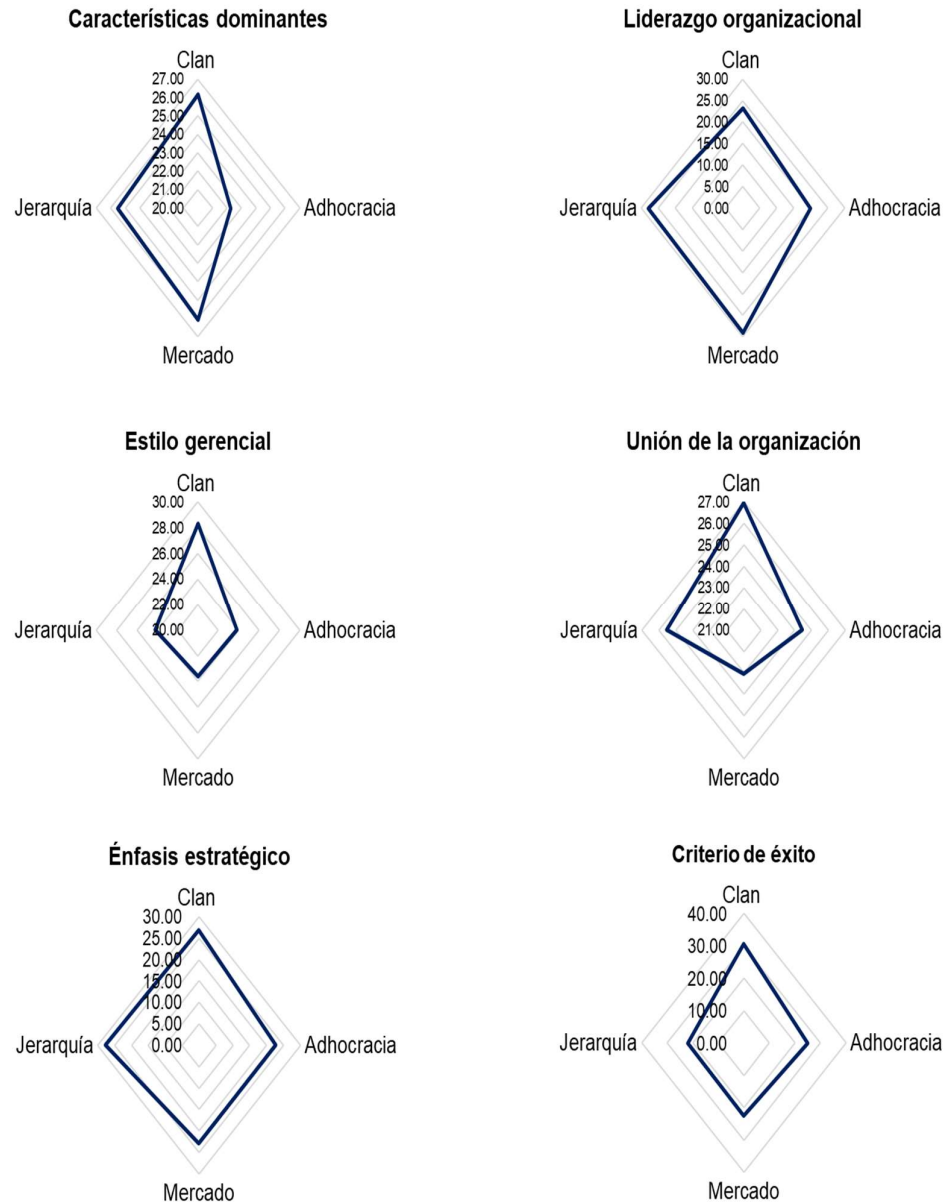 Características dominantes
Clan
27.00
26.00
25.00
24.00
23.00
22.00
21.00
20.00
Jerarquía
Adhocracia
Mercado
Liderazgo organizacional
Clan
30.00
25.00
20.00
15.00
10.00
5.00
0.00
Jerarquía
Adhocracia
Mercado
Estilo gerencial
Clan
30.00
28.00
26.00
24.00
22.00
20.00
Jerarquía
Adhocracia
Mercado
Unión de la organización
Clan
27.00
26.00
25.00
24.00
23.00
22.00
21.00
Jerarquía
Adhocracia
Mercado
Énfasis estratégico
Clan
30.00
25.00
20.00
15.00
10.00
5.00
0.00
Jerarquía
Adhocracia
Mercado
Criterio de éxito
Clan
40.00
30.00
20.00
10.00
0.00
Jerarquía
Adhocracia
Mercado